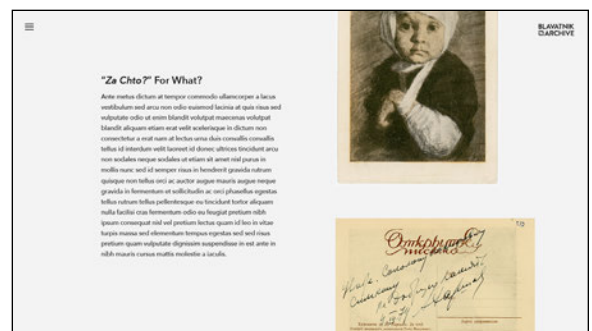 BLAVATNIK
ARCHIVE
"Za Chto?" For What?
Ante metus dictum at tempor commodo ullamcorper a lacus
vestibulum sed arcu non odio euismod lacinia at quis risus sed
vulputate odio ut enim blandit volutpat maecenas volutpat
blandit aliquam etiam erat velit scelerisque in dictum non
consectetur a erat nam at lectus urna duis convallis convallis
tellus id interdum velit laoreet id donec ultrices tincidunt arcu
non sodales neque sodales ut etiam sit amet nisl purus in
mollis nunc sed id semper risus in hendrerit gravida rutrum
quisque non tellus orci ac auctor augue mauris augue neque
gravida in fermentum et sollicitudin ac orci phasellus egestas
tellus rutrum tellus pellentesque eu tincidunt tortor aliquam
nulla facilisi cras fermentum odio eu feugiat pretium nibh
ipsum consequat nisl vel pretium lectus quam id leo in vitae
turpis massa sed elementum tempus egestas sed sed risus
pretium quam vulputate dignissim suspendisse in est ante in
nibh mauris cursus mattis molestie a iaculis.
Открытое
письмо